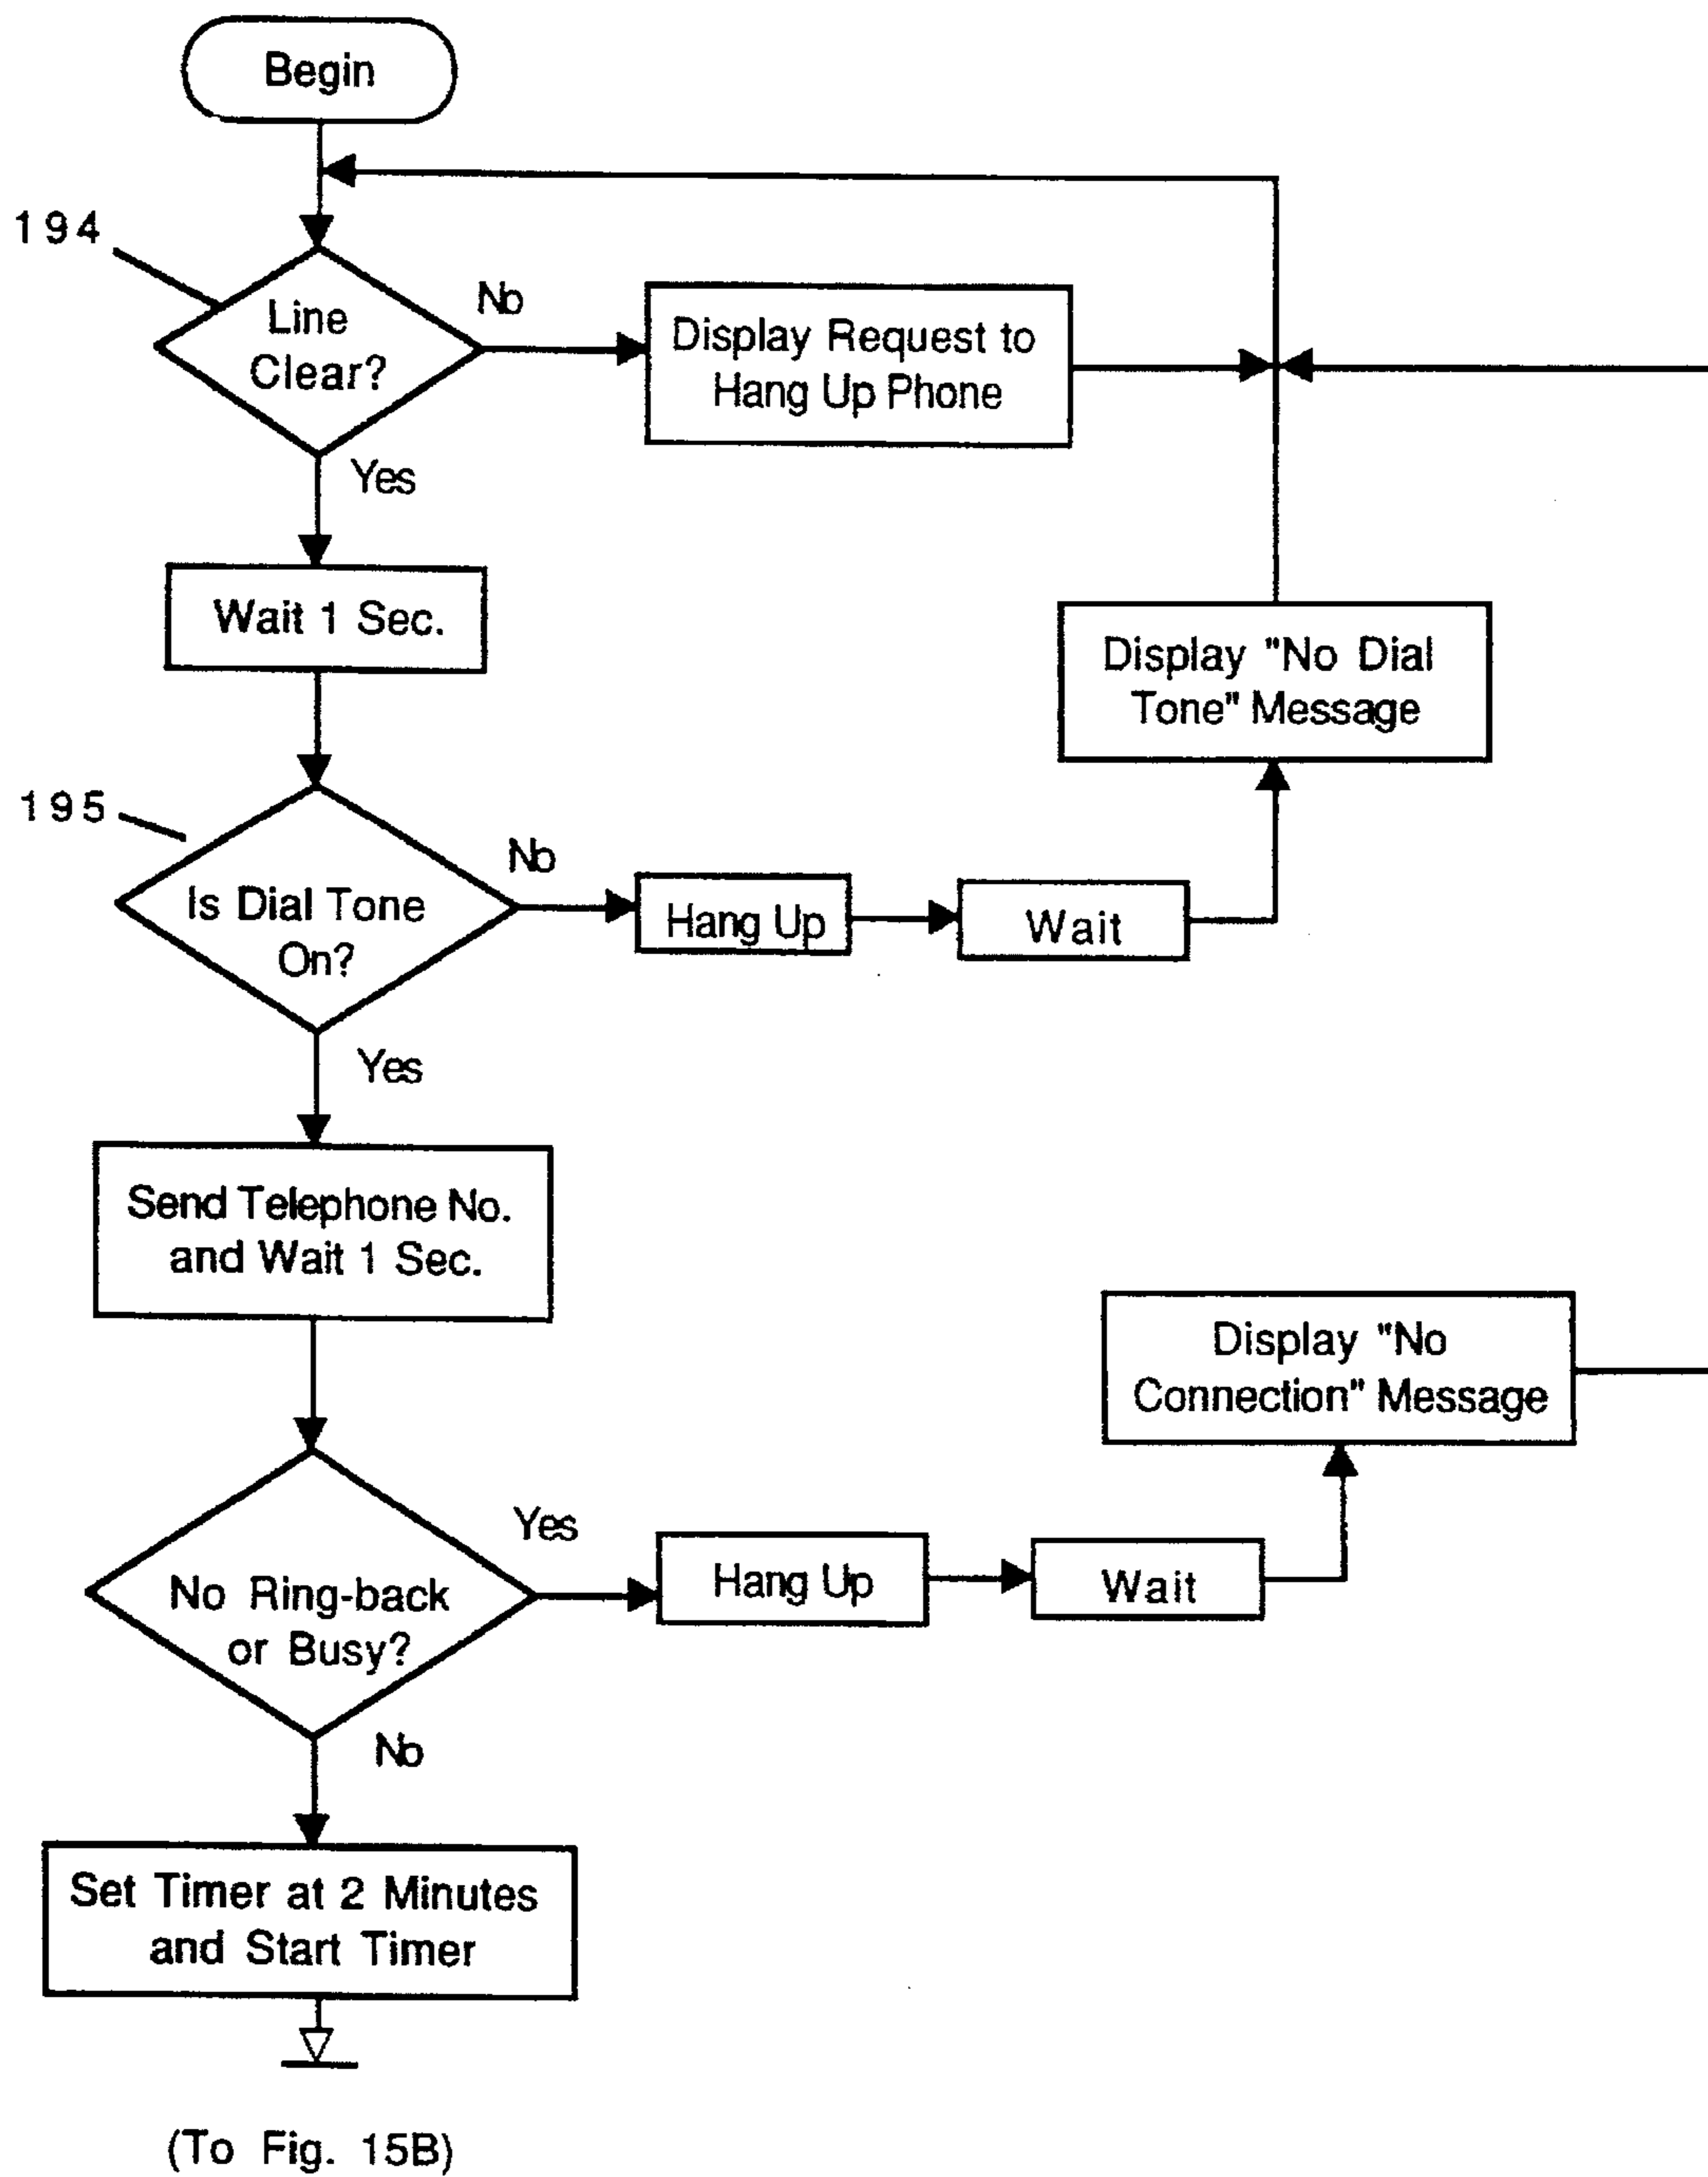 Begin
194
Line
Clear?
No
Display Request to
Hang Up Phone
Yes
Wait 1 Sec.
Display "No Dial
Tone" Message
195
Is Dial Tone
On?
No
Hang Up
Wait
Yes
Send Telephone No.
and Wait 1 Sec.
Display "No
Connection" Message
No Ring-back
or Busy?
Yes
Hang Up
Wait
No
Set Timer at 2 Minutes
and Start Timer
(To Fig. 15B)